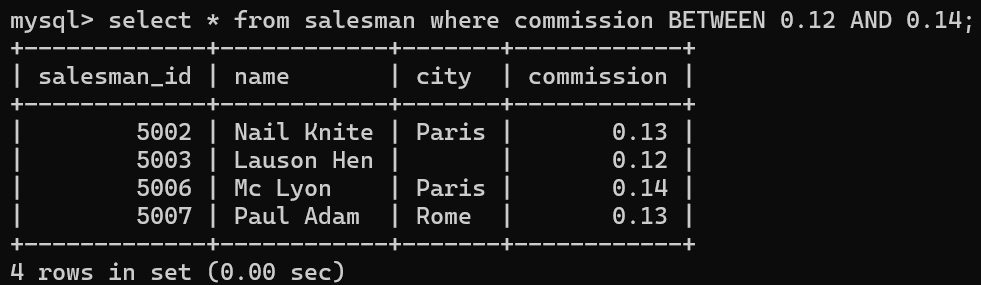 mysql> select * from salesman where commission BETWEEN 0.12 AND 0.14;
+-------------+------------+-------+------------+
| salesman_id | name       | city  | commission |
+-------------+------------+-------+------------+
|        5002 | Nail Knite | Paris |       0.13 |
|        5003 | Lauson Hen |       |       0.12 |
|        5006 | Mc Lyon    | Paris |       0.14 |
|        5007 | Paul Adam  | Rome  |       0.13 |
+-------------+------------+-------+------------+
4 rows in set (0.00 sec)